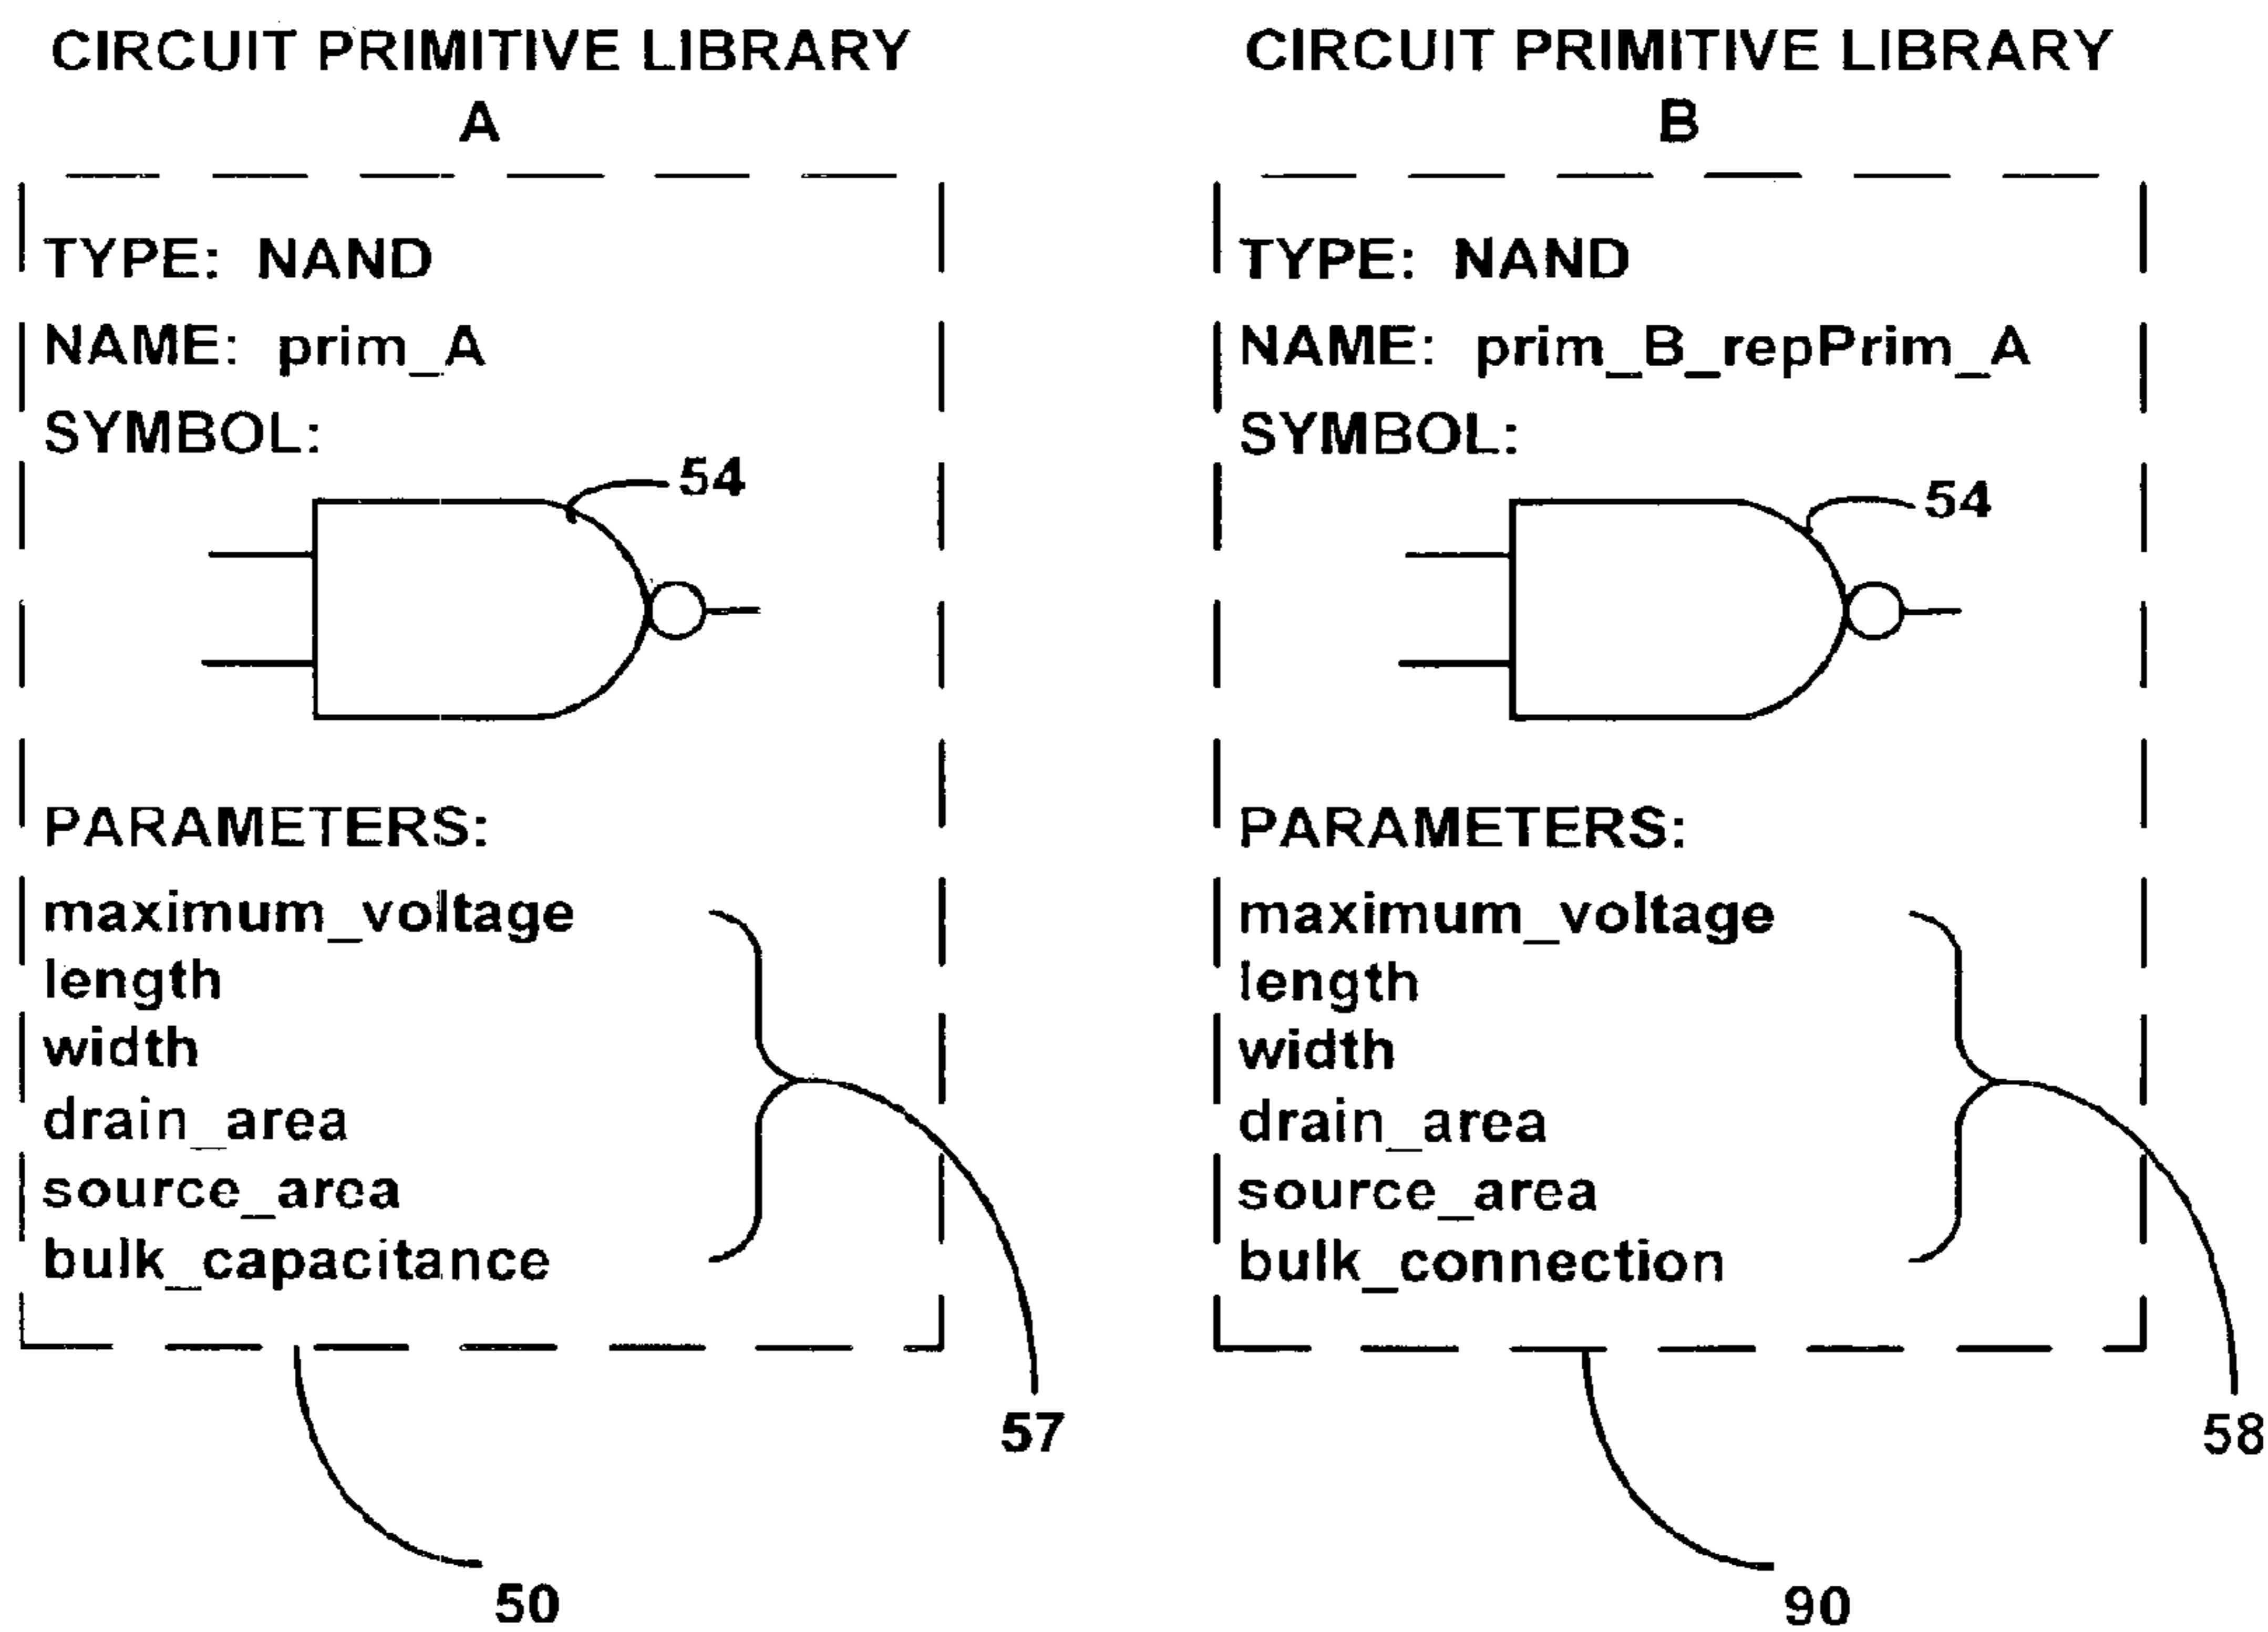 CIRCUIT PRIMITIVE LIBRARY
A
TYPE: NAND
NAME: prim_A
SYMBOL:
54
PARAMETERS:
maximum_voltage
length
width
drain_area
source_area
bulk_capacitance
57
50
CIRCUIT PRIMITIVE LIBRARY
B
TYPE: NAND
NAME: prim_B_repPrim_A
SYMBOL:
54
PARAMETERS:
maximum_voltage
length
width
drain_area
source_area
bulk_connection
58
90